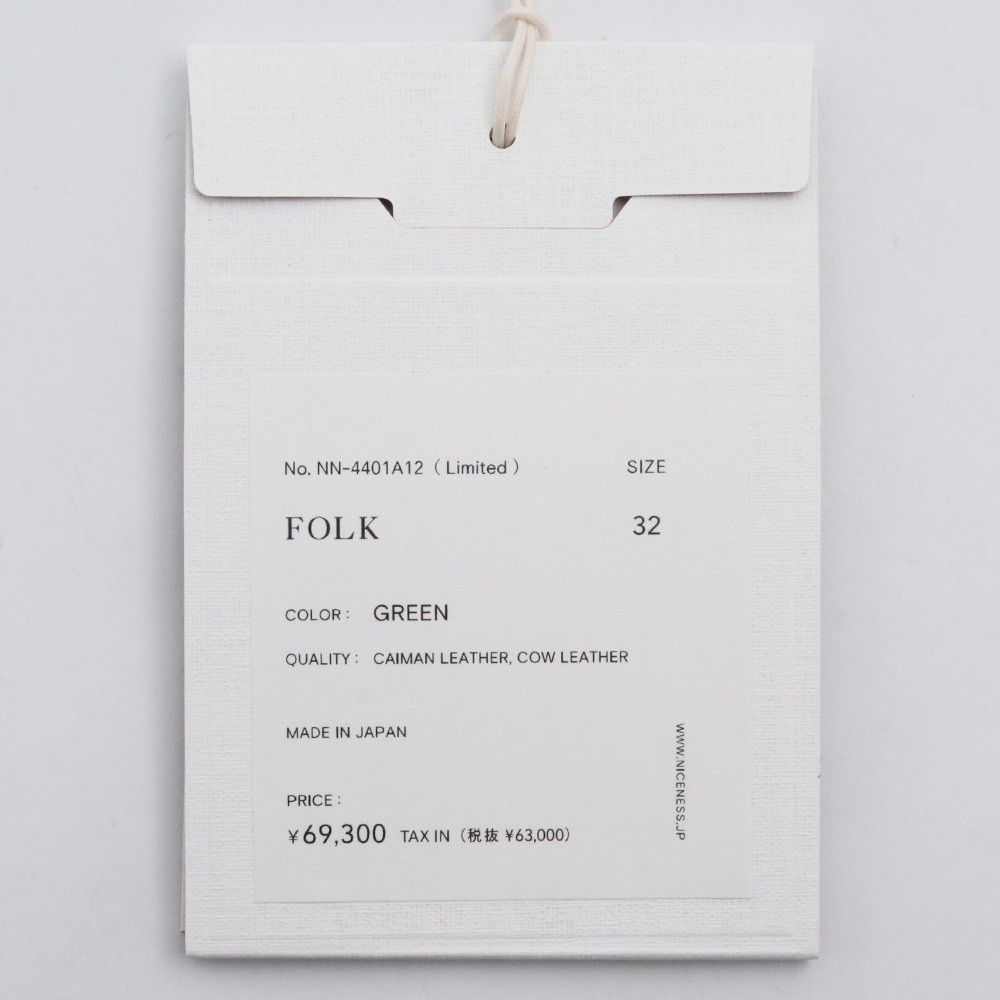 No. NN-4401A12 ( Limited ) SIZE
FOLK 32
COLOR : GREEN
QUALITY : CAIMAN LEATHER, COW LEATHER
MADE IN JAPAN
PRICE :
¥69,300 TAX IN (税抜 ¥63,000)
WWW.NICENESS.JP